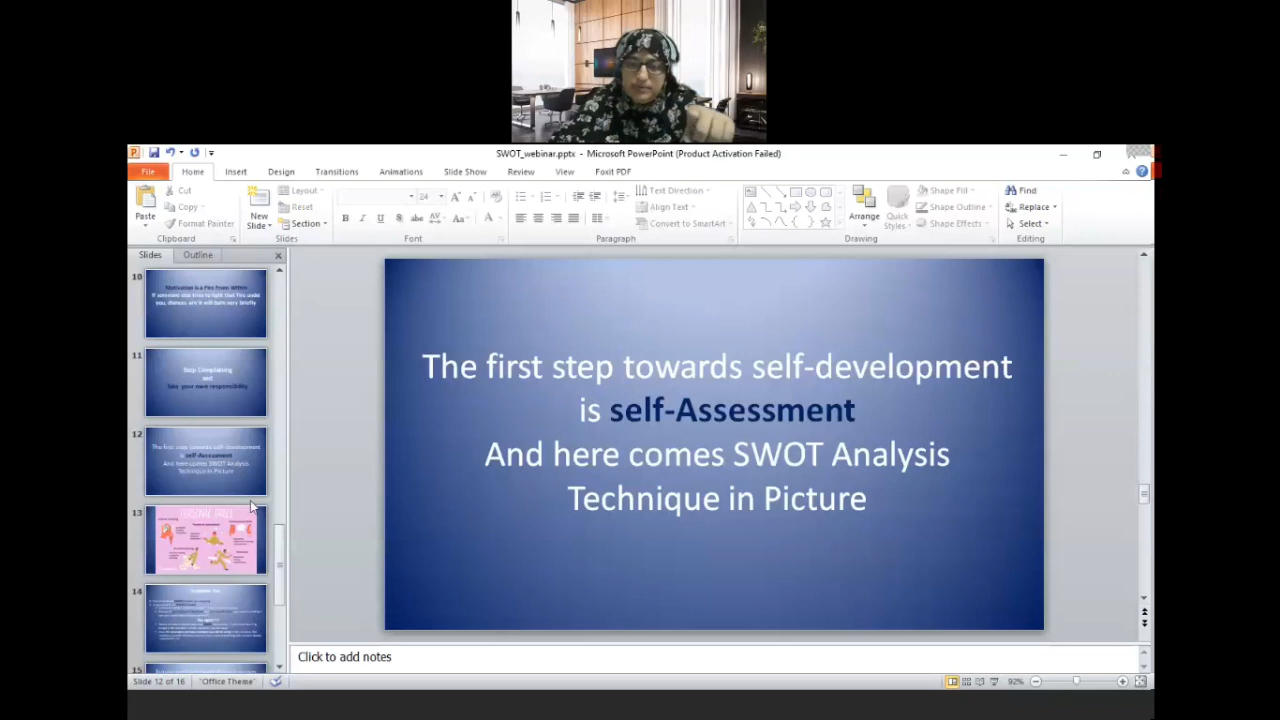 SWOT_webinar.pptx - Microsoft PowerPoint (Product Activation Failed)
File Home Insert Design Transitions Animations Slide Show Review View Foxit PDF
Paste
Cut
Copy
Format Painter
Clipboard
New Slide
Layout
Reset
Section
Slides
24
Font
Paragraph
Text Direction
Align Text
Convert to SmartArt
Arrange
Quick Styles
Shape Fill
Shape Outline
Shape Effects
Drawing
Find
Replace
Select
Editing
Slides Outline
10
Motivation is a Fire From Within
11
Stop Complaining
and
Take your own responsibility
12
The first step towards self-development
is self-Assessment
And here comes SWOT Analysis
Technique in Picture
13
14
15
The first step towards self-development
is self-Assessment
And here comes SWOT Analysis
Technique in Picture
Click to add notes
Slide 12 of 16 "Office Theme" 92%